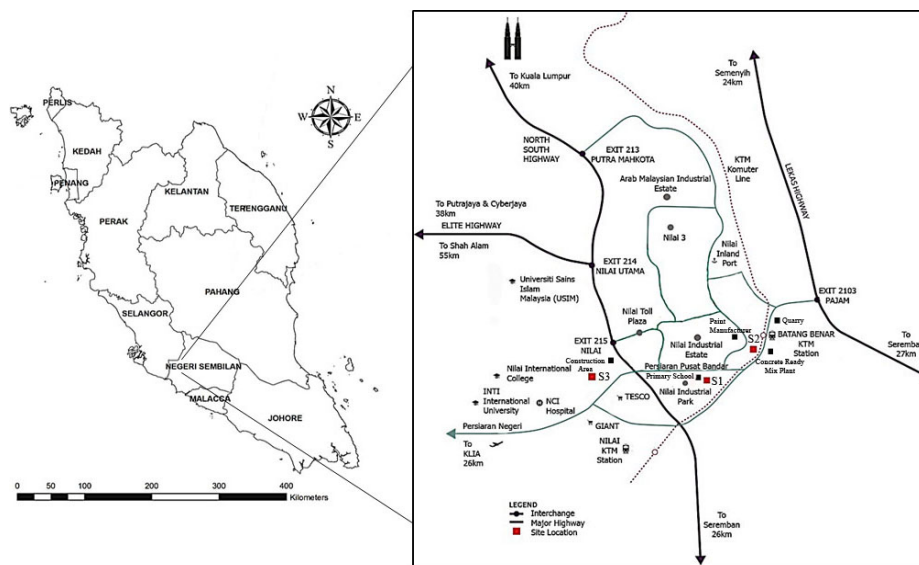 PERLIS
KEDAH
PENANG
KELANTAN
PERAK
TERENGGANU
PAHANG
SELANGOR
NEGERI SEMBILAN
MALACCA
JOHORE
N
W
E
S
0
50
100
200
300
400
Kilometers
To Kuala Lumpur
40km
To
Semenyih
24km
NORTH
SOUTH
HIGHWAY
EXIT 213
PUTRA MAHKOTA
KTM
Komuter
Line
LEKAS HIGHWAY
Arab Malaysian Industrial
Estate
To Putrajaya & Cyberjaya
38km
ELITE HIGHWAY
To Shah Alam
55km
Nilai 3
Nilai
Inland
Port
EXIT 214
NILAI UTAMA
Universiti Sains
Islam
Malaysia (USIM)
EXIT 2103
PAJAM
Nilai Toll
Plaza
Paint
Manufacturer
Quarry
BATANG BENAR
KTM
Station
S2
Nilai Industrial
Estate
EXIT 215
NILAI
Construction
Area
Concrete Ready
Mix Plant
To
Seremban
27km
Persiaran Pusat Bandar
Primary School
S1
Nilai Industrial
Park
S3
Nilai International
College
INTI
International
University
NCI
Hospital
TESCO
Persiaran Negeri
GIANT
To
KLIA
26km
NILAI
KTM
Station
LEGEND
Interchange
Major Highway
Site Location
To
Seremban
26km